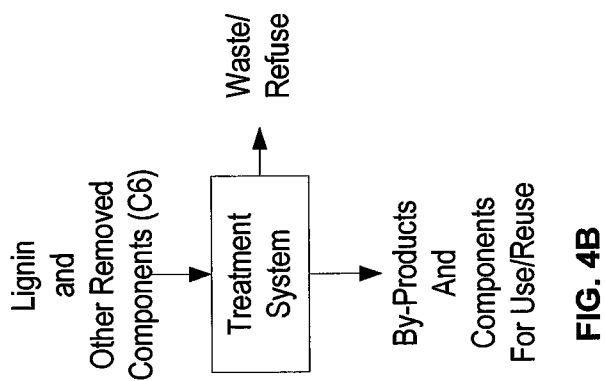 Lignin
and
Other Removed
Components (C6)
Treatment
System
Waste/
Refuse
By-Products
And
Components
For Use/Reuse
FIG. 4B